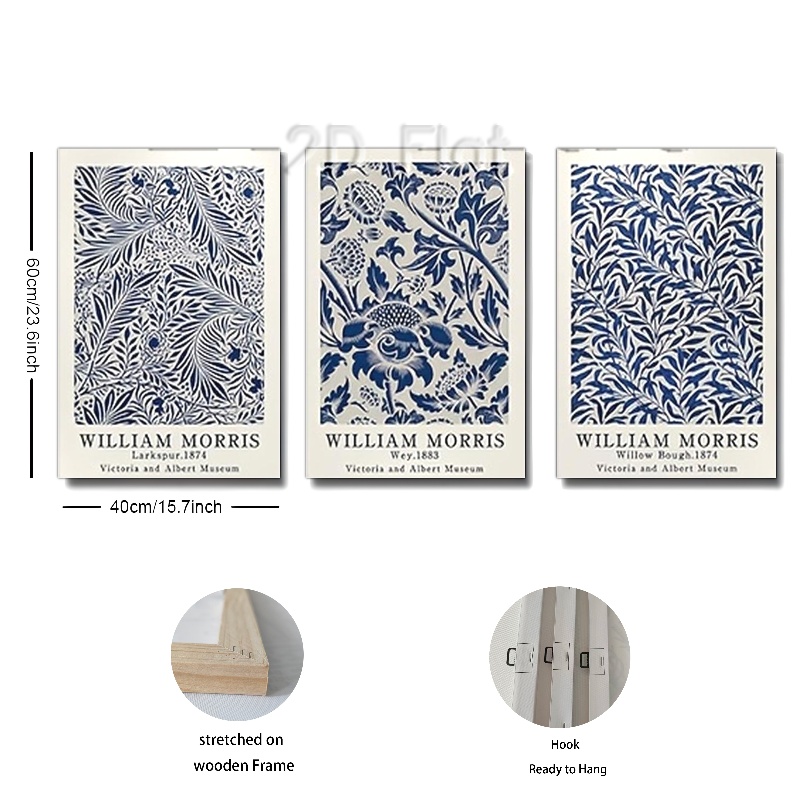 2D Flat
60cm/23.6inch
WILLIAM MORRIS
Larkspur.1874
Victoria and Albert Museum
WILLIAM MORRIS
Wey.1883
Victoria and Albert Museum
WILLIAM MORRIS
Willow Bough.1874
Victoria and Albert Museum
40cm/15.7inch
stretched on
wooden Frame
Hook
Ready to Hang